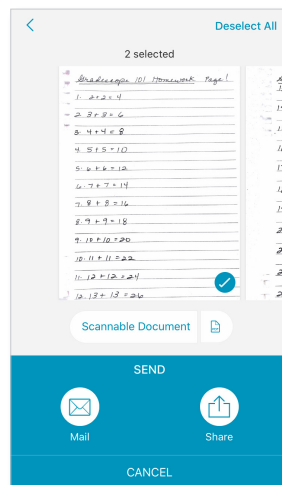 Deselect All
2 selected
Gradescope 101 Homework Page 1
1. 2+2=4
2. 3+3=6
3. 4+4=8
4. 5+5=10
5. 6+6=12
6. 7+7=14
7. 8+8=16
8. 9+9=18
9. 10+10=20
10. 11+11=22
11. 12+12=24
12. 13+13=26
Scannable Document
SEND
Mail
Share
CANCEL